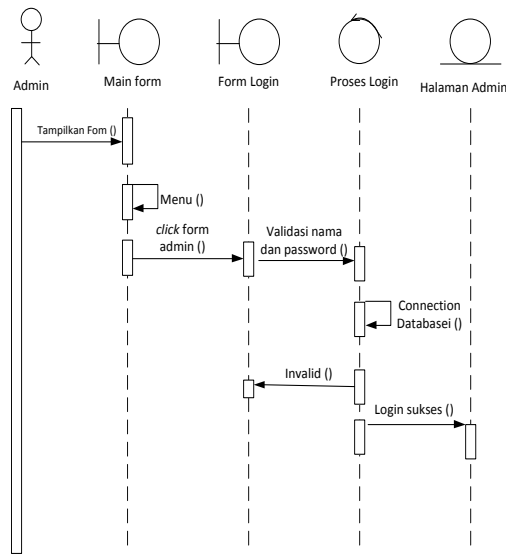 Admin
Main form
Form Login
Proses Login
Halaman Admin
Tampilkan Fom ()
Menu ()
click form
admin ()
Validasi nama
dan password ()
Connection
Databasei ()
Invalid ()
Login sukses ()